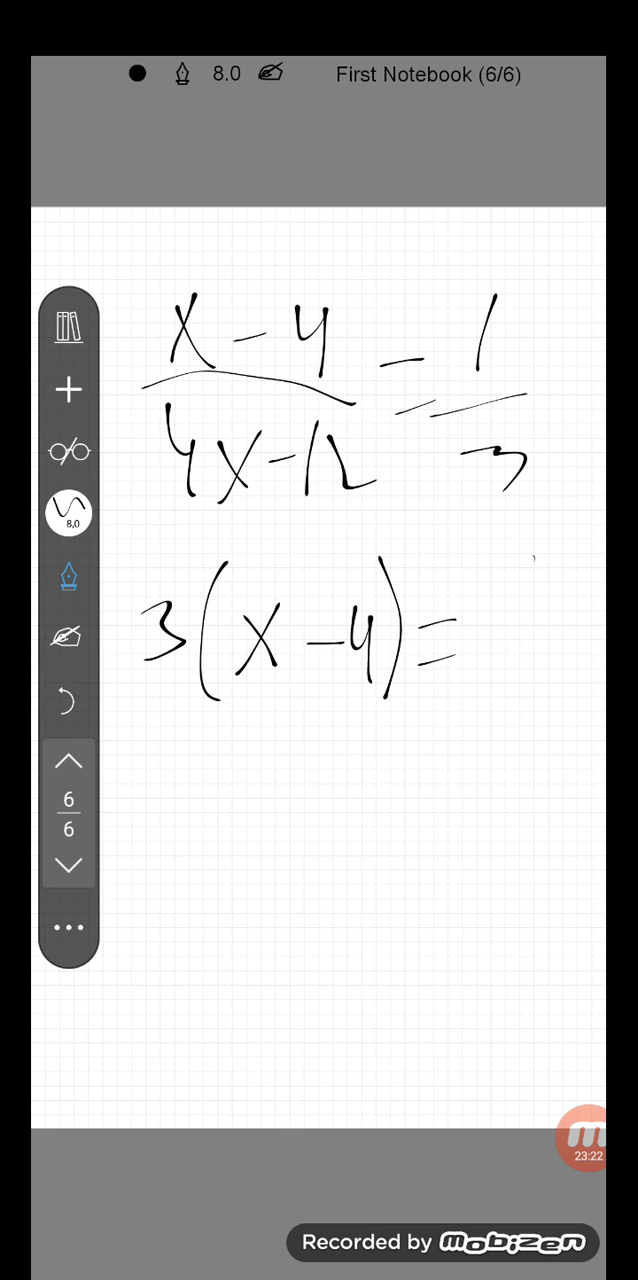 8.0 First Notebook (6/6)
x - 4
4x - 12
= 1
3
8,0
3(x - 4) =
6
6
23:22
Recorded by mobizen